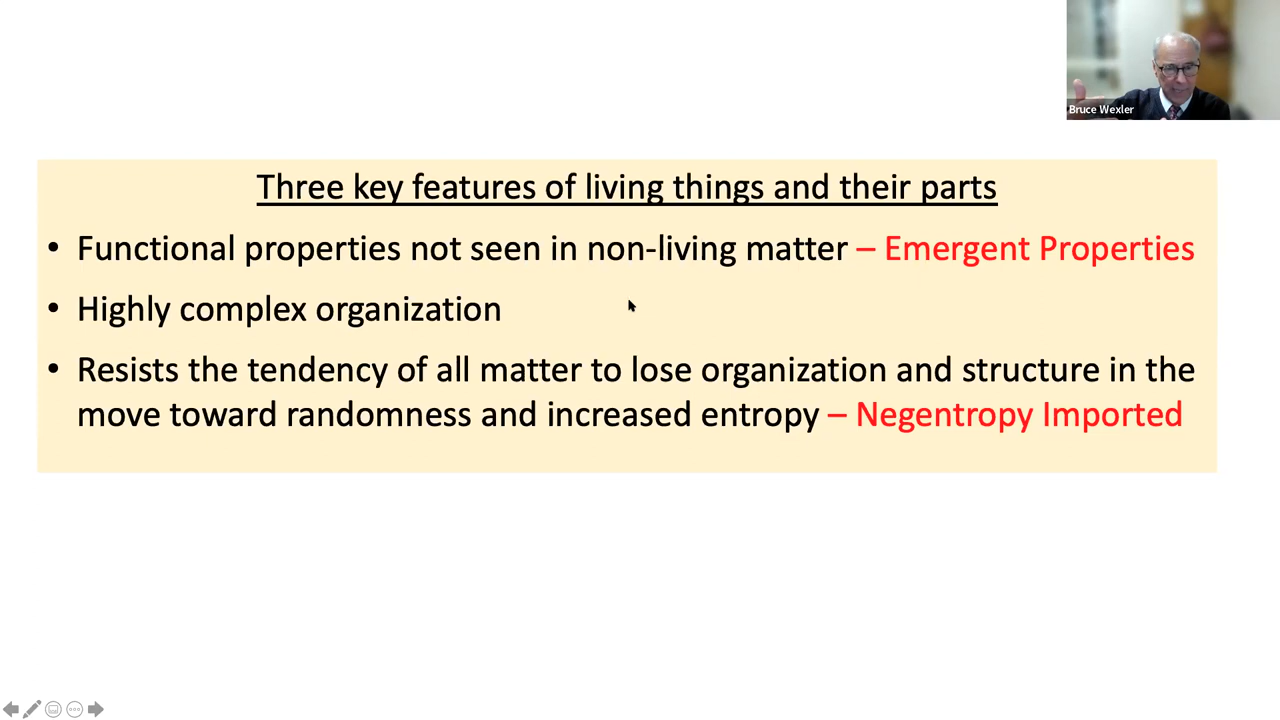 Bruce Wexler
Three key features of living things and their parts
• Functional properties not seen in non-living matter – Emergent Properties
• Highly complex organization
• Resists the tendency of all matter to lose organization and structure in the
move toward randomness and increased entropy – Negentropy Imported